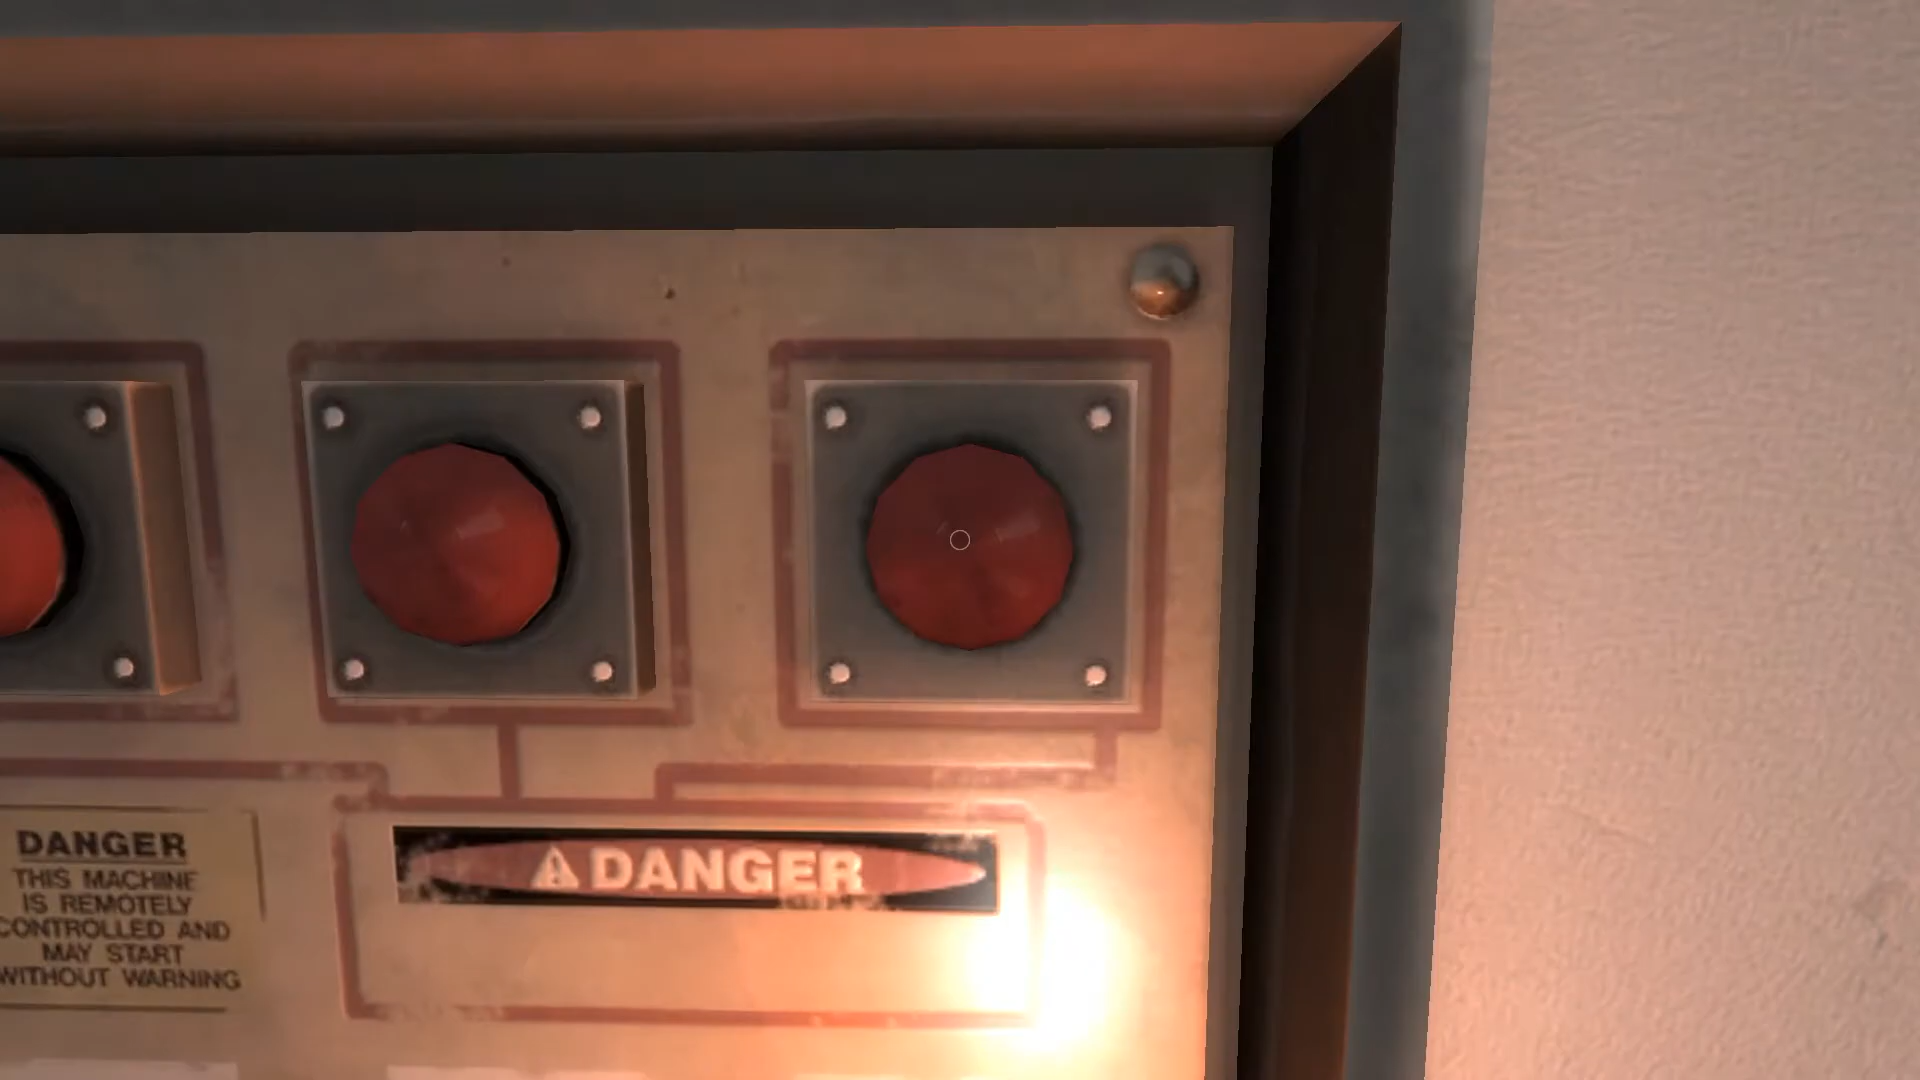 DANGER
DANGER
THIS MACHINE
IS REMOTELY
CONTROLLED AND
MAY START
WITHOUT WARNING